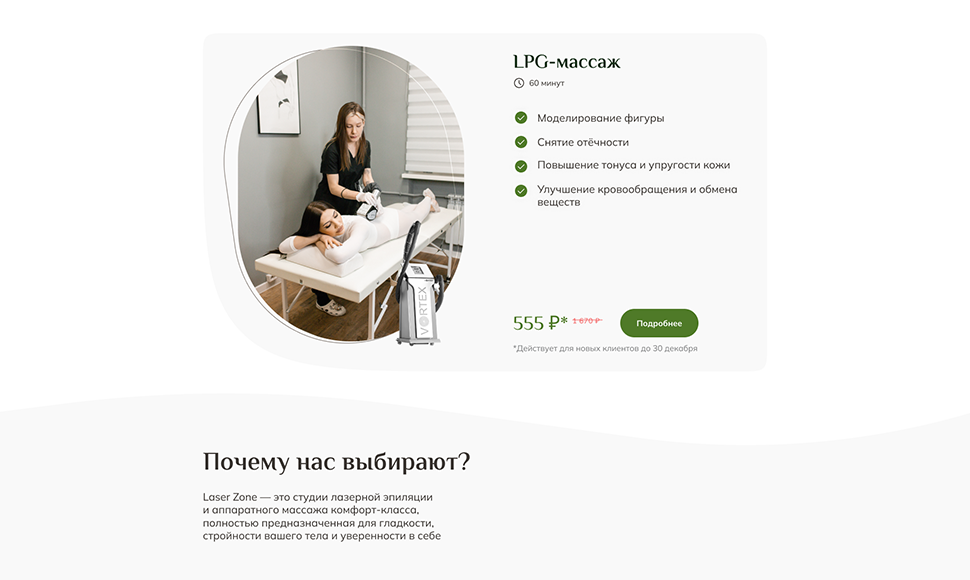 LPG-массаж
60 минут
Моделирование фигуры
Снятие отёчности
Повышение тонуса и упругости кожи
Улучшение кровообращения и обмена
веществ
VORTEX
555 ₽* 1 670 ₽ Подробнее
*Действует для новых клиентов до 30 декабря
Почему нас выбирают?
Laser Zone — это студии лазерной эпиляции
и аппаратного массажа комфорт-класса,
полностью предназначенная для гладкости,
стройности вашего тела и уверенности в себе